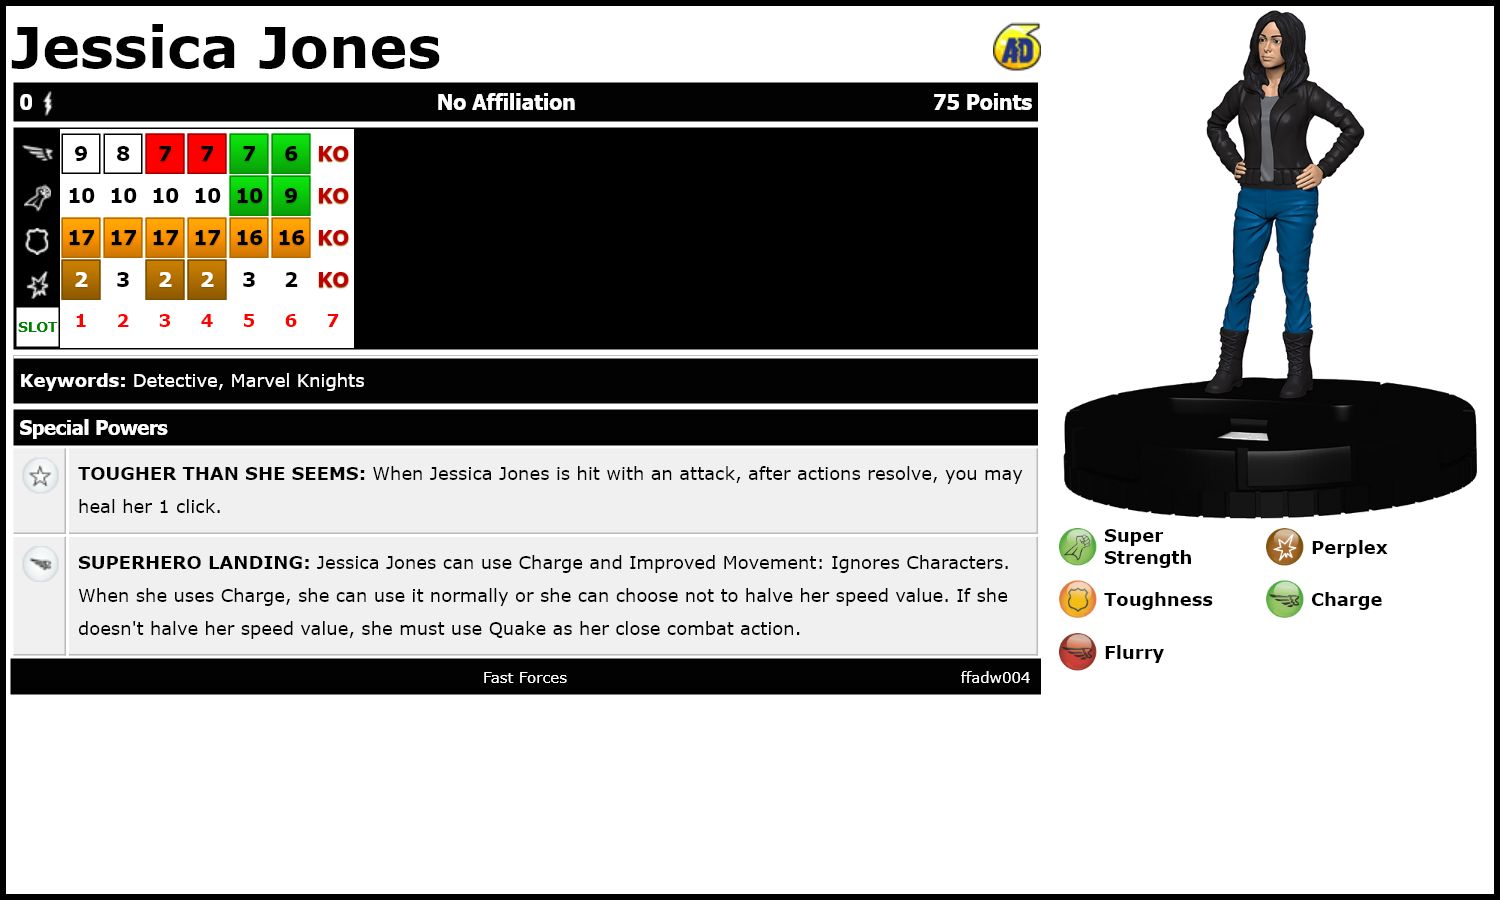 Jessica Jones
AD
0 No Affiliation 75 Points
9 8 7 7 7 6 KO
10 10 10 10 10 9 KO
17 17 17 17 16 16 KO
2 3 2 2 3 2 KO
SLOT 1 2 3 4 5 6 7
Keywords: Detective, Marvel Knights
Special Powers
TOUGHER THAN SHE SEEMS: When Jessica Jones is hit with an attack, after actions resolve, you may
heal her 1 click.
SUPERHERO LANDING: Jessica Jones can use Charge and Improved Movement: Ignores Characters.
When she uses Charge, she can use it normally or she can choose not to halve her speed value. If she
doesn't halve her speed value, she must use Quake as her close combat action.
Fast Forces ffadw004
Super
Strength
Perplex
Toughness
Charge
Flurry